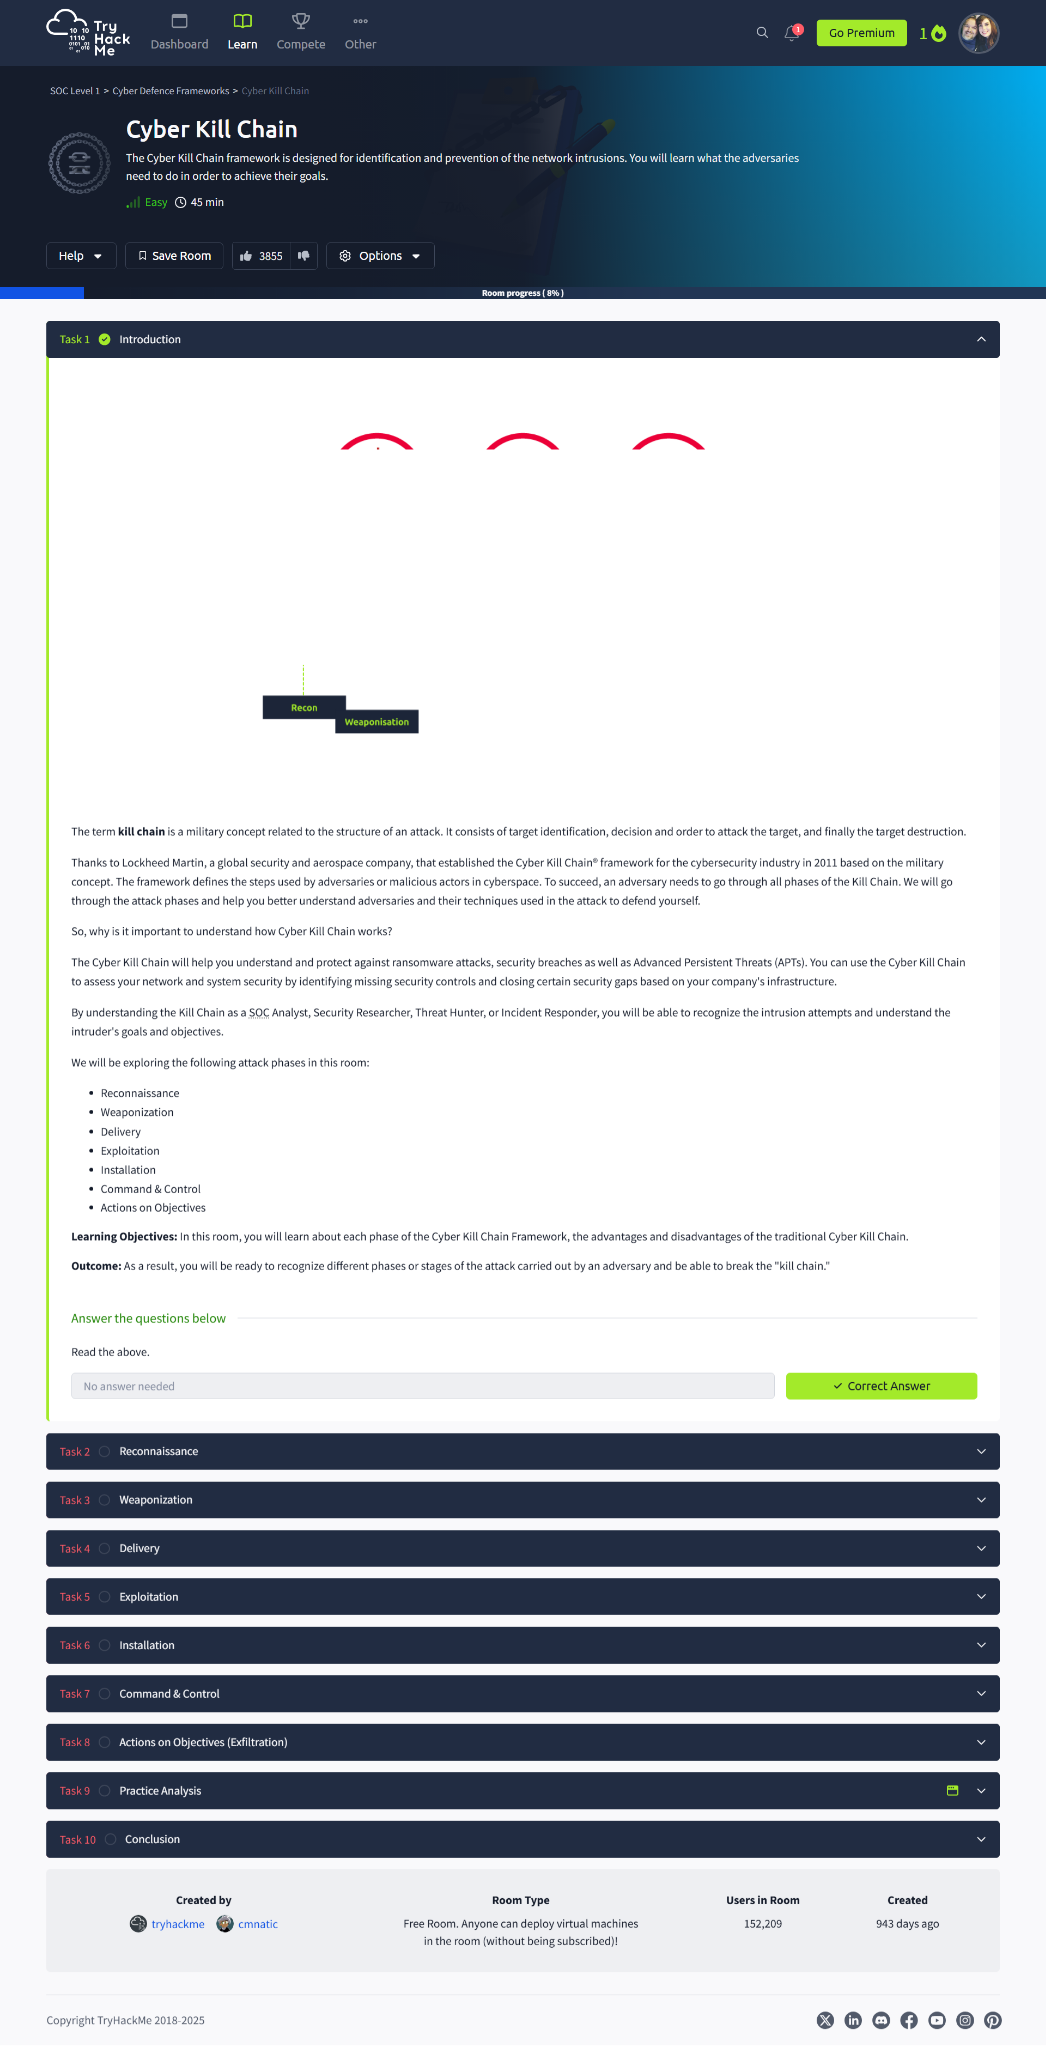 Try
Hack
Me
Dashboard
Learn
Compete
Other
1
Go Premium
1
SOC Level 1 > Cyber Defence Frameworks > Cyber Kill Chain
Cyber Kill Chain
The Cyber Kill Chain framework is designed for identification and prevention of the network intrusions. You will learn what the adversaries
need to do in order to achieve their goals.
Easy 45 min
Help
Save Room
3855
Options
Room progress ( 8% )
Task 1 Introduction
Recon
Weaponisation
The term kill chain is a military concept related to the structure of an attack. It consists of target identification, decision and order to attack the target, and finally the target destruction.
Thanks to Lockheed Martin, a global security and aerospace company, that established the Cyber Kill Chain® framework for the cybersecurity industry in 2011 based on the military
concept. The framework defines the steps used by adversaries or malicious actors in cyberspace. To succeed, an adversary needs to go through all phases of the Kill Chain. We will go
through the attack phases and help you better understand adversaries and their techniques used in the attack to defend yourself.
So, why is it important to understand how Cyber Kill Chain works?
The Cyber Kill Chain will help you understand and protect against ransomware attacks, security breaches as well as Advanced Persistent Threats (APTs). You can use the Cyber Kill Chain
to assess your network and system security by identifying missing security controls and closing certain security gaps based on your company's infrastructure.
By understanding the Kill Chain as a SOC Analyst, Security Researcher, Threat Hunter, or Incident Responder, you will be able to recognize the intrusion attempts and understand the
intruder's goals and objectives.
We will be exploring the following attack phases in this room:
• Reconnaissance
• Weaponization
• Delivery
• Exploitation
• Installation
• Command & Control
• Actions on Objectives
Learning Objectives: In this room, you will learn about each phase of the Cyber Kill Chain Framework, the advantages and disadvantages of the traditional Cyber Kill Chain.
Outcome: As a result, you will be ready to recognize different phases or stages of the attack carried out by an adversary and be able to break the "kill chain."
Answer the questions below
Read the above.
No answer needed
Correct Answer
Task 2 Reconnaissance
Task 3 Weaponization
Task 4 Delivery
Task 5 Exploitation
Task 6 Installation
Task 7 Command & Control
Task 8 Actions on Objectives (Exfiltration)
Task 9 Practice Analysis
Task 10 Conclusion
Created by
tryhackme cmnatic
Room Type
Free Room. Anyone can deploy virtual machines
in the room (without being subscribed)!
Users in Room
152,209
Created
943 days ago
Copyright TryHackMe 2018-2025